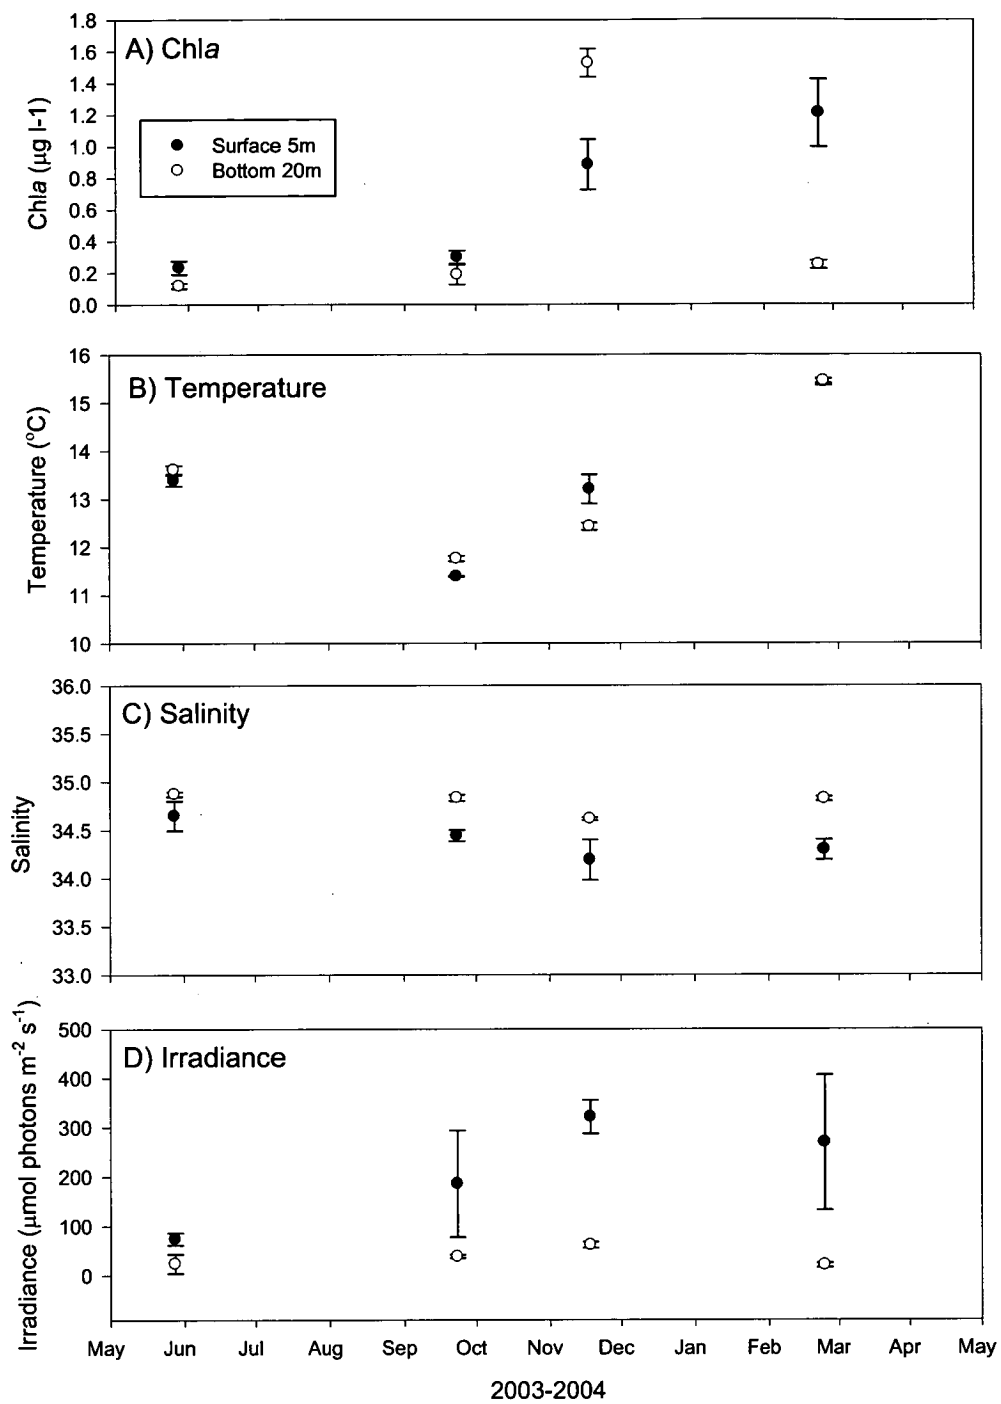 1.8
A) Chla
1.6
1.4
1.2
1.0
0.8
0.6
0.4
0.2
0.0
Chla (µg l-1)
Surface 5m
Bottom 20m
16
B) Temperature
15
14
13
12
11
10
Temperature (°C)
36.0
C) Salinity
35.5
35.0
34.5
34.0
33.5
33.0
Salinity
500
D) Irradiance
400
300
200
100
0
Irradiance (µmol photons m-2 s-1)
May Jun Jul Aug Sep Oct Nov Dec Jan Feb Mar Apr May
2003-2004